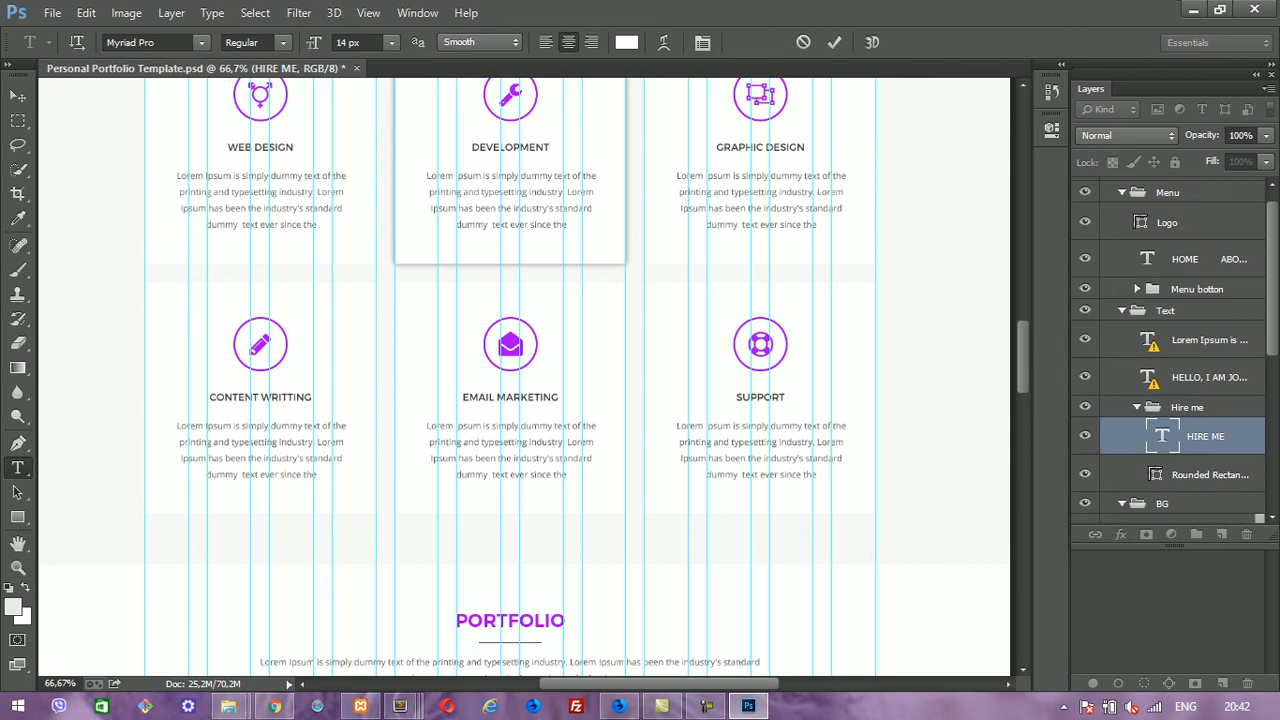 Ps File Edit Image Layer Type Select Filter 3D View Window Help
T Myriad Pro Regular 14 px Smooth 3D Essentials
Personal Portfolio Template.psd @ 66,7% (HIRE ME, RGB/8) *
WEB DESIGN DEVELOPMENT GRAPHIC DESIGN
Lorem Ipsum is simply dummy text of the Lorem Ipsum is simply dummy text of the Lorem Ipsum is simply dummy text of the
printing and typesetting industry. Lorem printing and typesetting industry. Lorem printing and typesetting industry. Lorem
Ipsum has been the industry's standard Ipsum has been the industry's standard Ipsum has been the industry's standard
dummy text ever since the dummy text ever since the dummy text ever since the
CONTENT WRITTING EMAIL MARKETING SUPPORT
Lorem Ipsum is simply dummy text of the Lorem Ipsum is simply dummy text of the Lorem Ipsum is simply dummy text of the
printing and typesetting industry. Lorem printing and typesetting industry. Lorem printing and typesetting industry. Lorem
Ipsum has been the industry's standard Ipsum has been the industry's standard Ipsum has been the industry's standard
dummy text ever since the dummy text ever since the dummy text ever since the
PORTFOLIO
Lorem Ipsum is simply dummy text of the printing and typesetting industry. Lorem Ipsum has been the industry's standard
66,67% Doc: 25,2M/70,2M
Layers
Kind
Normal Opacity: 100%
Lock: Fill: 100%
Menu
Logo
HOME ABO...
Menu botton
Text
Lorem Ipsum is ...
HELLO, I AM JO...
Hire me
HIRE ME
Rounded Rectan...
BG
ENG 20:42